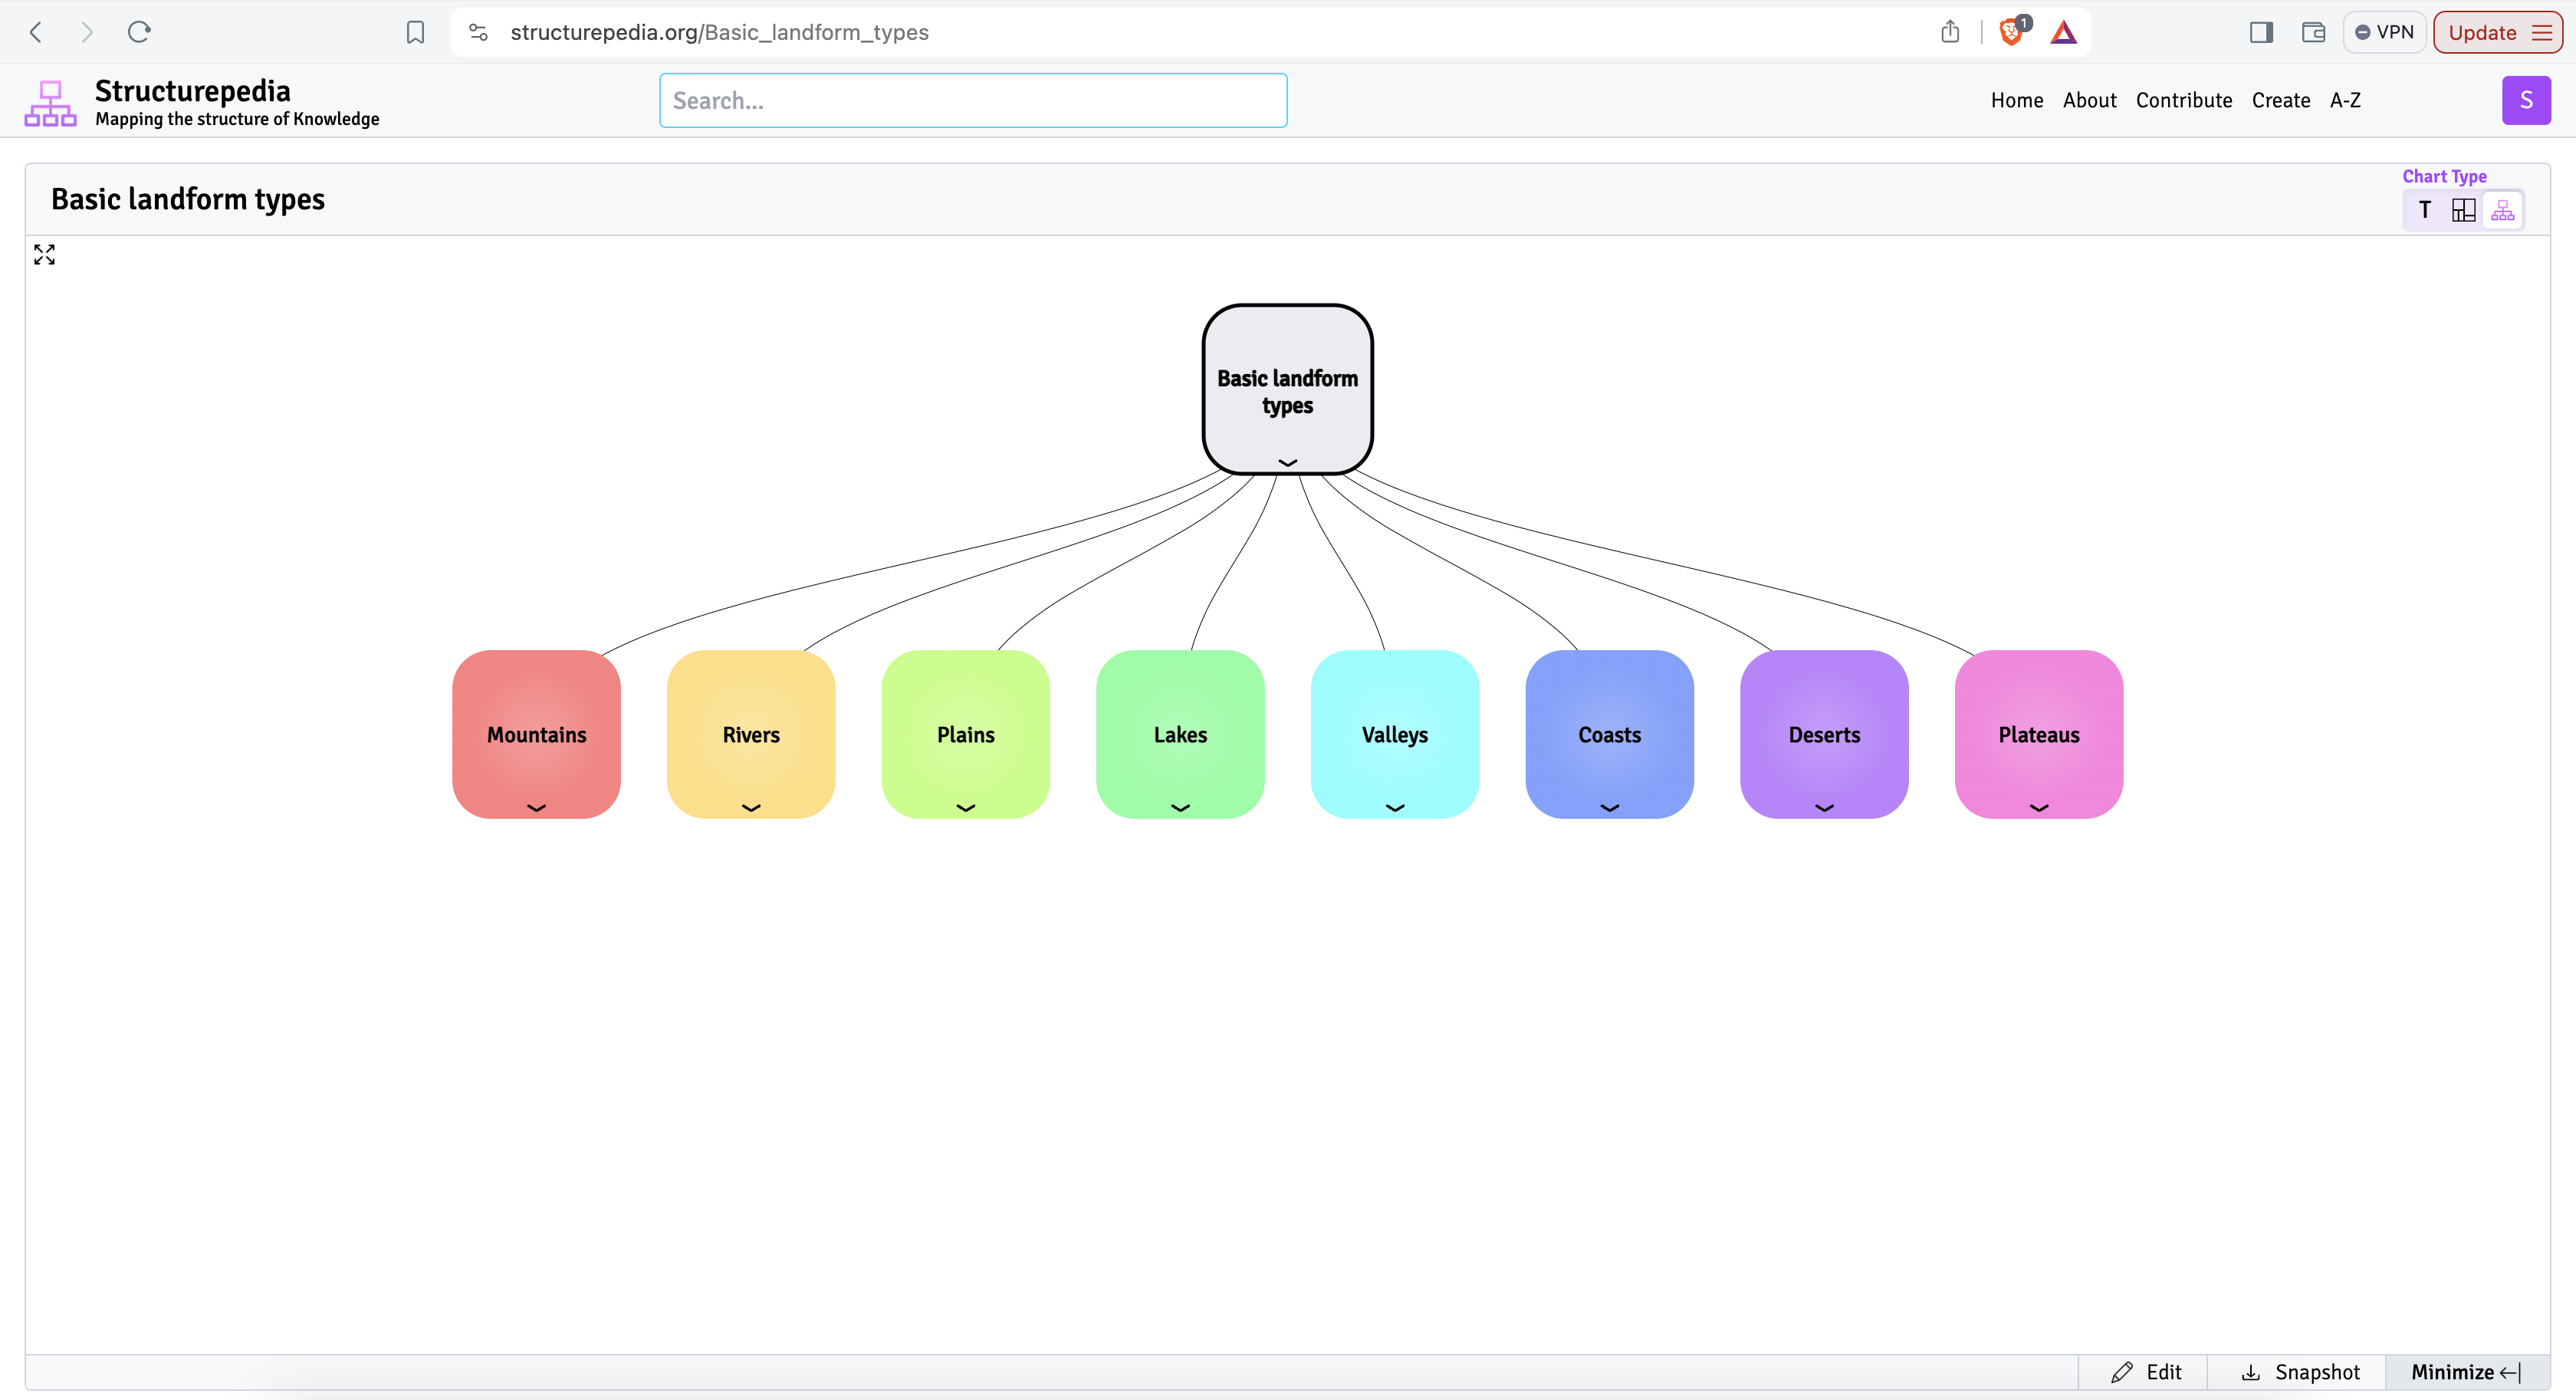 structurepedia.org/Basic_landform_types
1
VPN
Update
Structurepedia
Mapping the structure of Knowledge
Search...
Home About Contribute Create A-Z
S
Basic landform types
Chart Type
T
Basic landform
types
Mountains
Rivers
Plains
Lakes
Valleys
Coasts
Deserts
Plateaus
Edit
Snapshot
Minimize